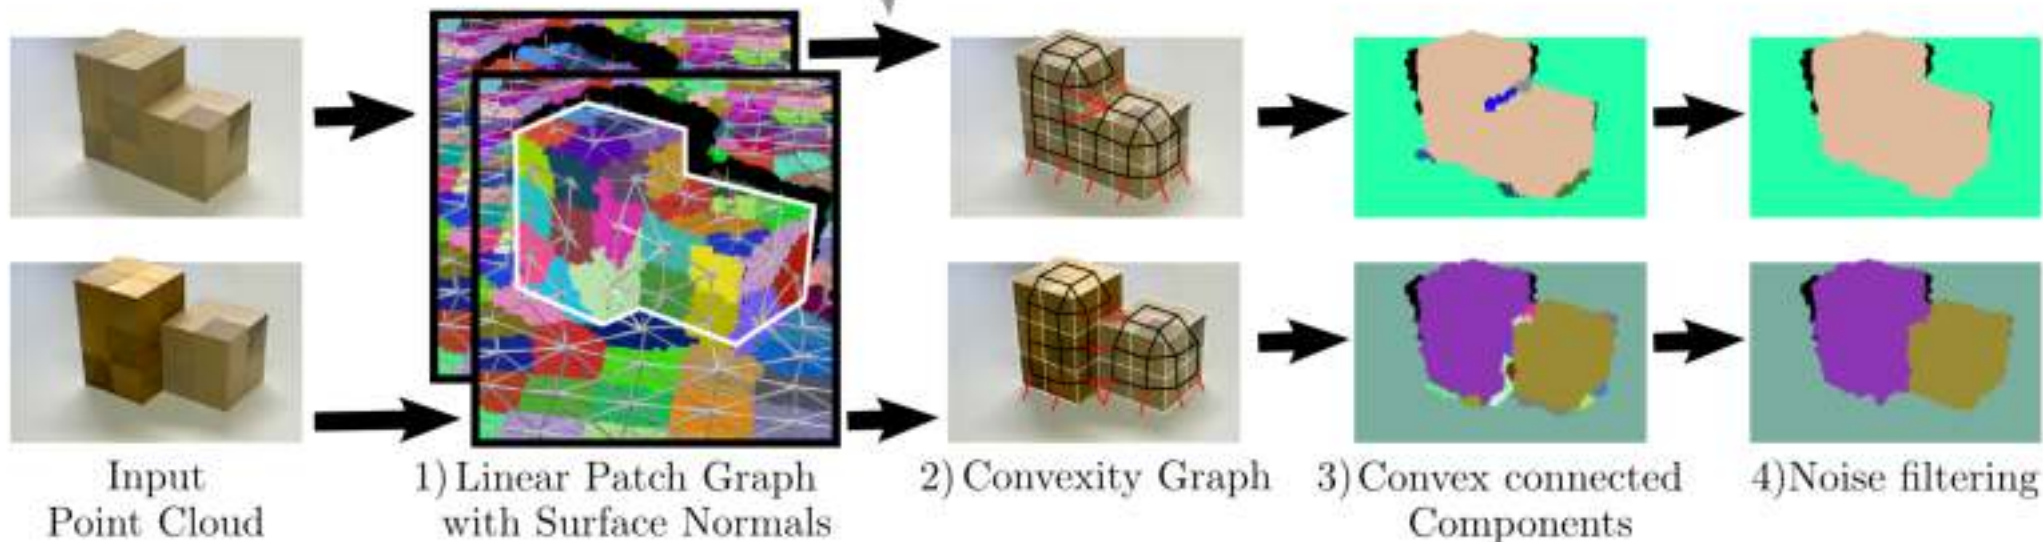 Input
Point Cloud
1) Linear Patch Graph
with Surface Normals
2) Convexity Graph
3) Convex connected
Components
4)Noise filtering